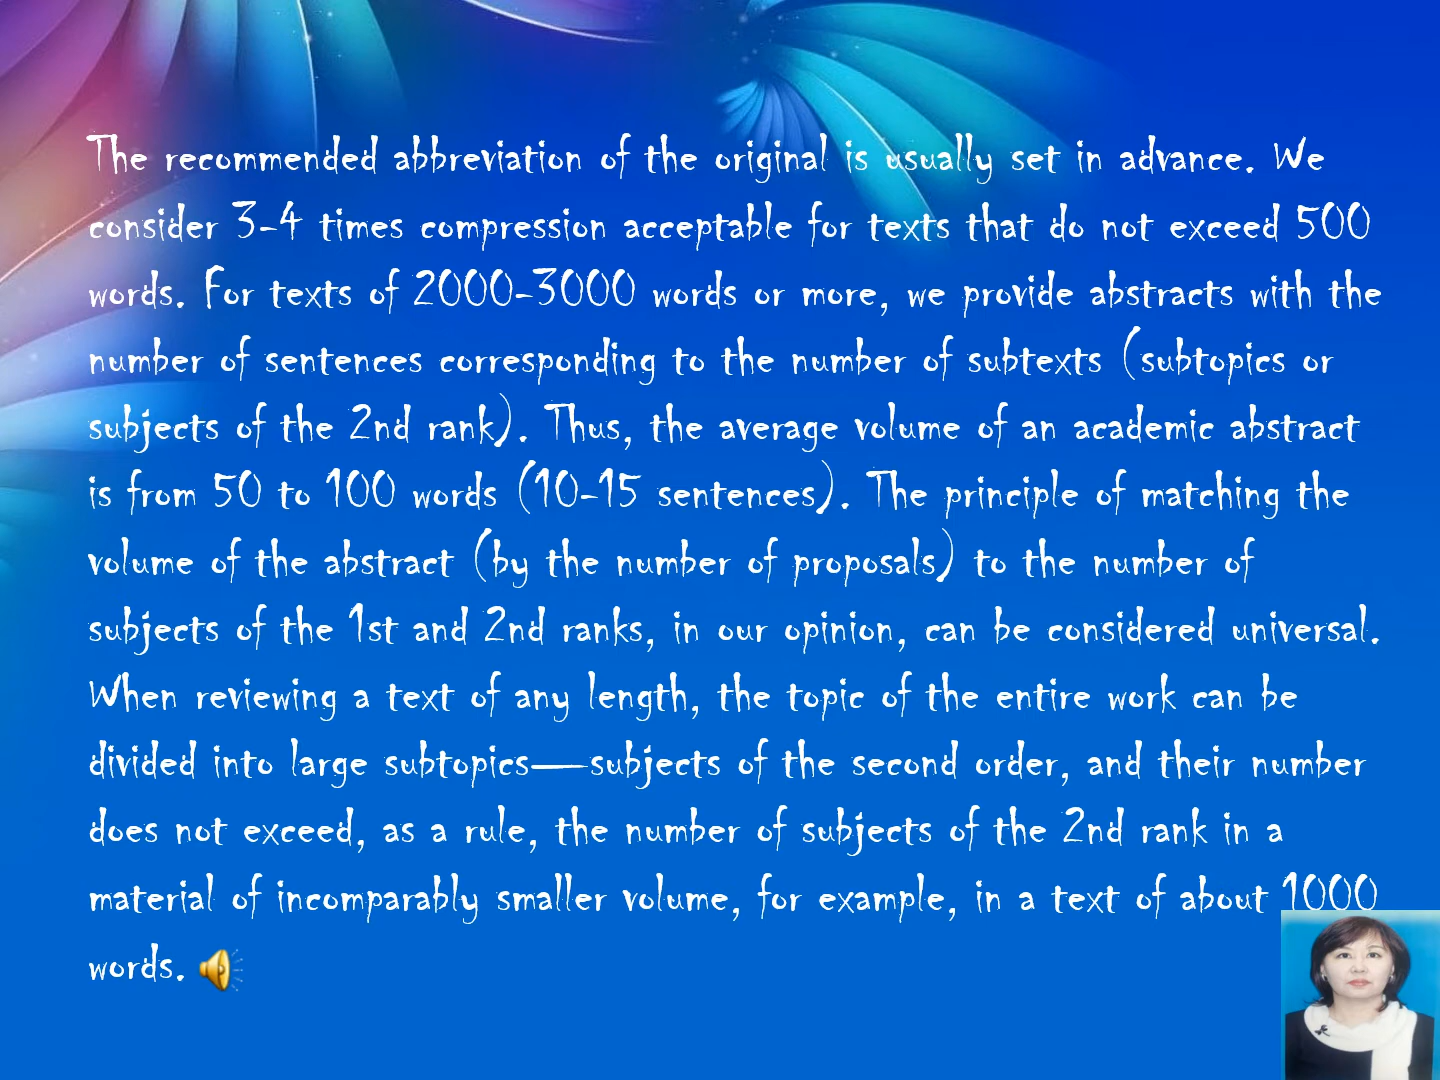 The recommended abbreviation of the original is usually set in advance. We
consider 3-4 times compression acceptable for texts that do not exceed 500
words. For texts of 2000-3000 words or more, we provide abstracts with the
number of sentences corresponding to the number of subtexts (subtopics or
subjects of the 2nd rank). Thus, the average volume of an academic abstract
is from 50 to 100 words (10-15 sentences). The principle of matching the
volume of the abstract (by the number of proposals) to the number of
subjects of the 1st and 2nd ranks, in our opinion, can be considered universal.
When reviewing a text of any length, the topic of the entire work can be
divided into large subtopics—subjects of the second order, and their number
does not exceed, as a rule, the number of subjects of the 2nd rank in a
material of incomparably smaller volume, for example, in a text of about 1000
words.